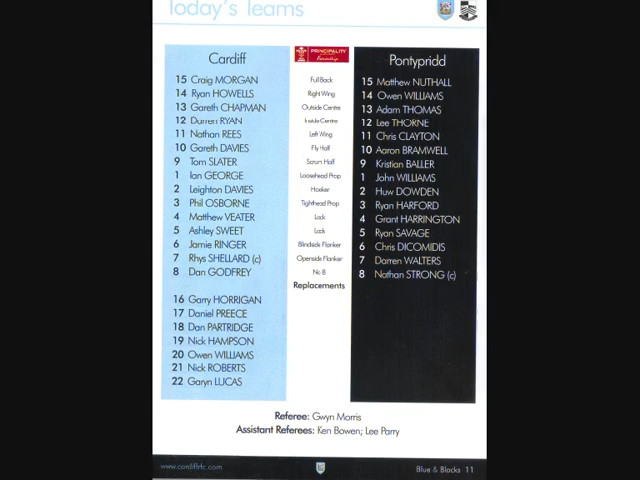 Today's Teams
Cardiff
PRINCIPALITY
Pontypridd
15 Craig MORGAN Full Back 15 Matthew NUTHALL
14 Ryan HOWELLS Right Wing 14 Owen WILLIAMS
13 Gareth CHAPMAN Outside Centre 13 Adam THOMAS
12 Durren RYAN Inside Centre 12 Lee THORNE
11 Nathan REES Left Wing 11 Chris CLAYTON
10 Gareth DAVIES Fly Half 10 Aaron BRAMWELL
9 Tom SLATER Scrum Half 9 Kristian BALLER
1 Ian GEORGE Loosehead Prop 1 John WILLIAMS
2 Leighton DAVIES Hooker 2 Huw DOWDEN
3 Phil OSBORNE Tighthead Prop 3 Ryan HARFORD
4 Matthew VEATER Lock 4 Grant HARRINGTON
5 Ashley SWEET Lock 5 Ryan SAVAGE
6 Jamie RINGER Blindside Flanker 6 Chris DICOMIDIS
7 Rhys SHELLARD (c) Openside Flanker 7 Darren WALTERS
8 Dan GODFREY No 8 8 Nathan STRONG (c)
Replacements
16 Garry HORRIGAN
17 Daniel PREECE
18 Dan PARTRIDGE
19 Nick HAMPSON
20 Owen WILLIAMS
21 Nick ROBERTS
22 Garyn LUCAS
Referee: Gwyn Morris
Assistant Referees: Ken Bowen; Lee Parry
www.cardiffrfc.com Blue & Blacks 11